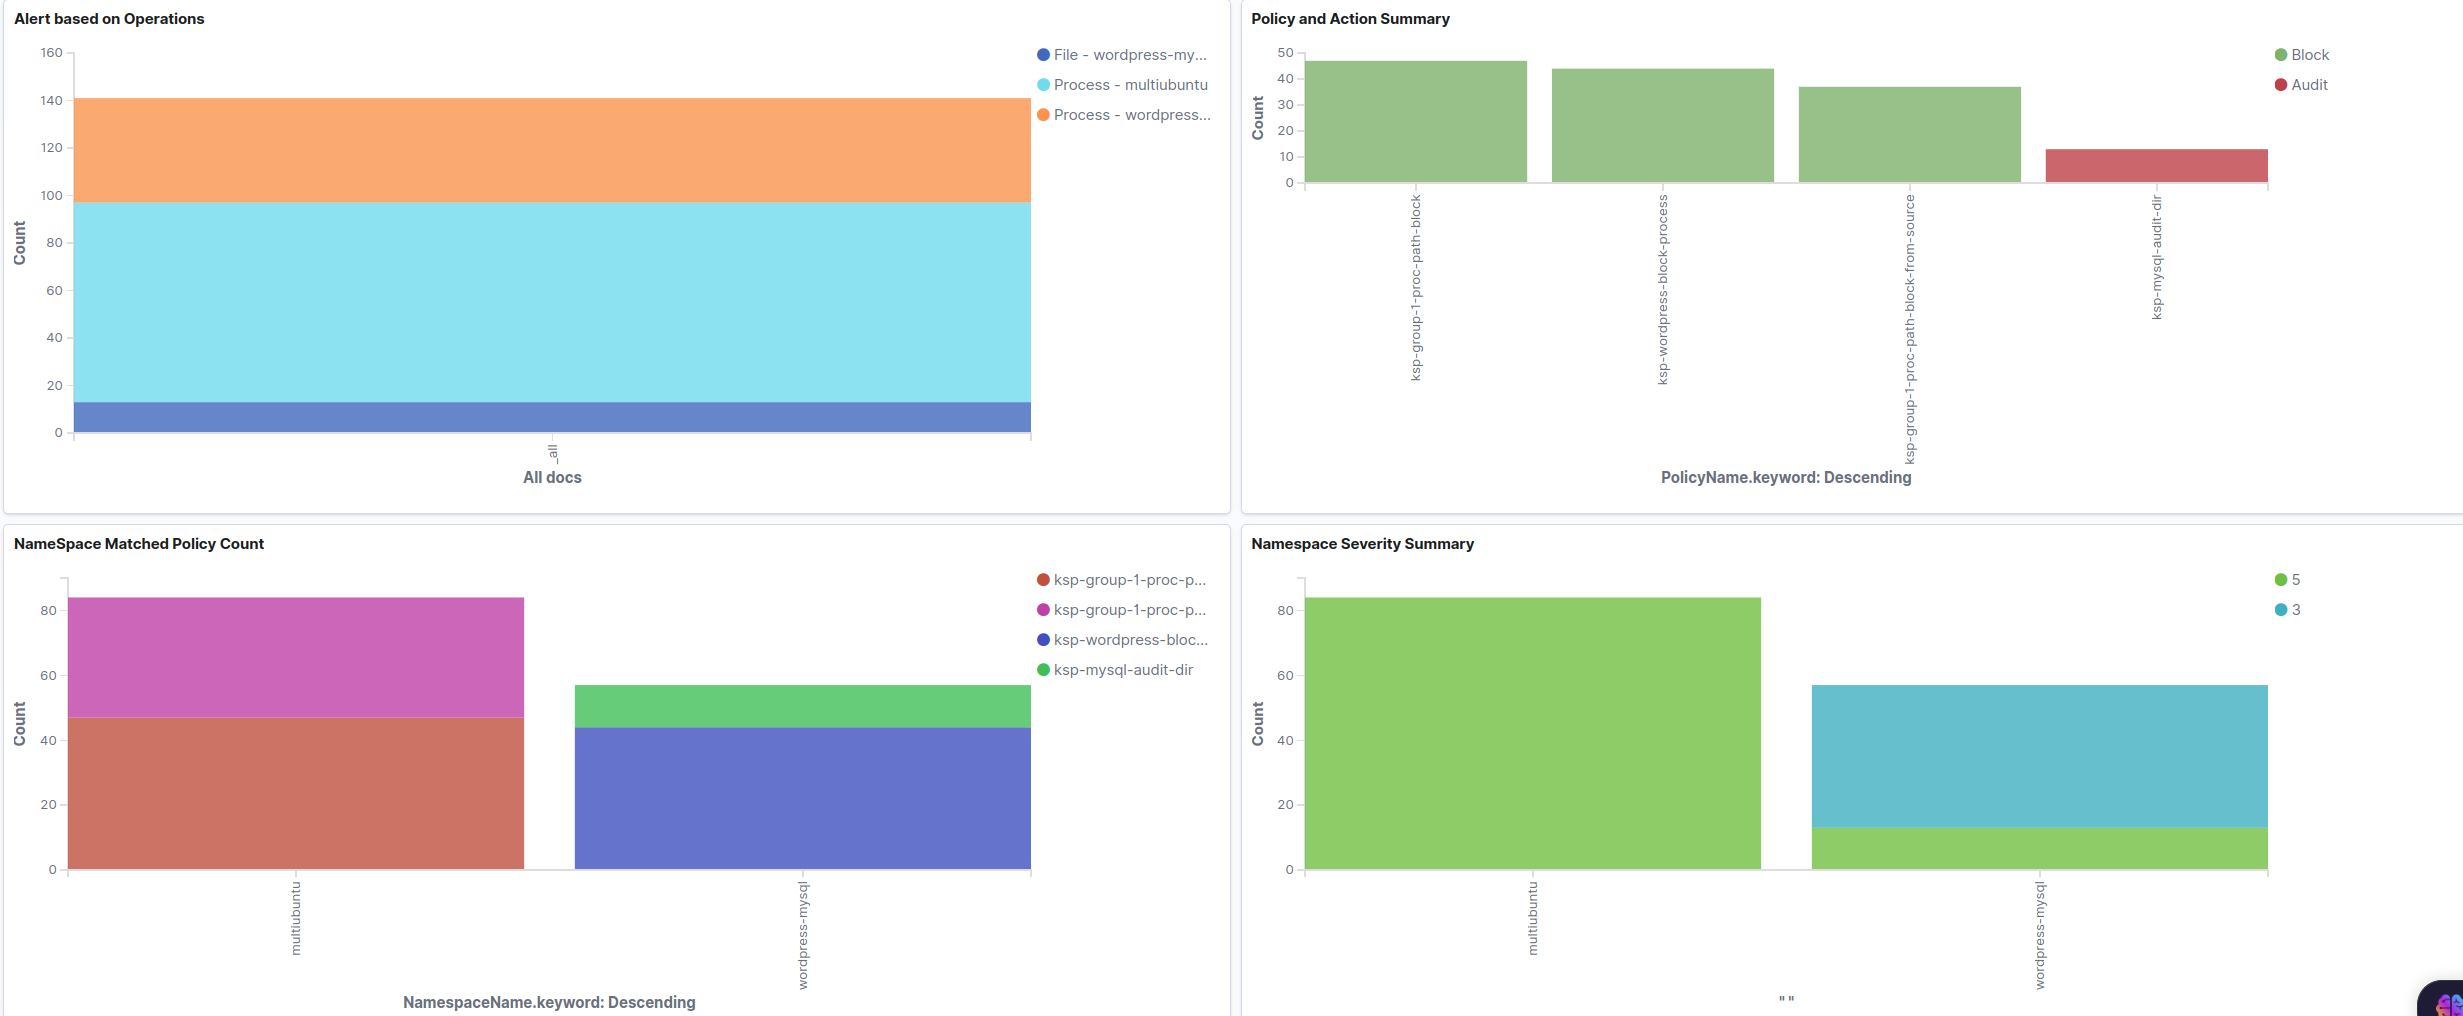 Alert based on Operations
160
140
120
100
80
60
40
20
0
Count
_all
All docs
File - wordpress-my...
Process - multiubuntu
Process - wordpress...
Policy and Action Summary
50
40
30
20
10
0
Count
ksp-group-1-proc-path-block
ksp-wordpress-block-process
ksp-group-1-proc-path-block-from-source
ksp-mysql-audit-dir
PolicyName.keyword: Descending
Block
Audit
NameSpace Matched Policy Count
80
60
40
20
0
Count
multiubuntu
wordpress-mysql
NamespaceName.keyword: Descending
ksp-group-1-proc-p...
ksp-group-1-proc-p...
ksp-wordpress-bloc...
ksp-mysql-audit-dir
Namespace Severity Summary
80
60
40
20
0
Count
multiubuntu
wordpress-mysql
" "
5
3